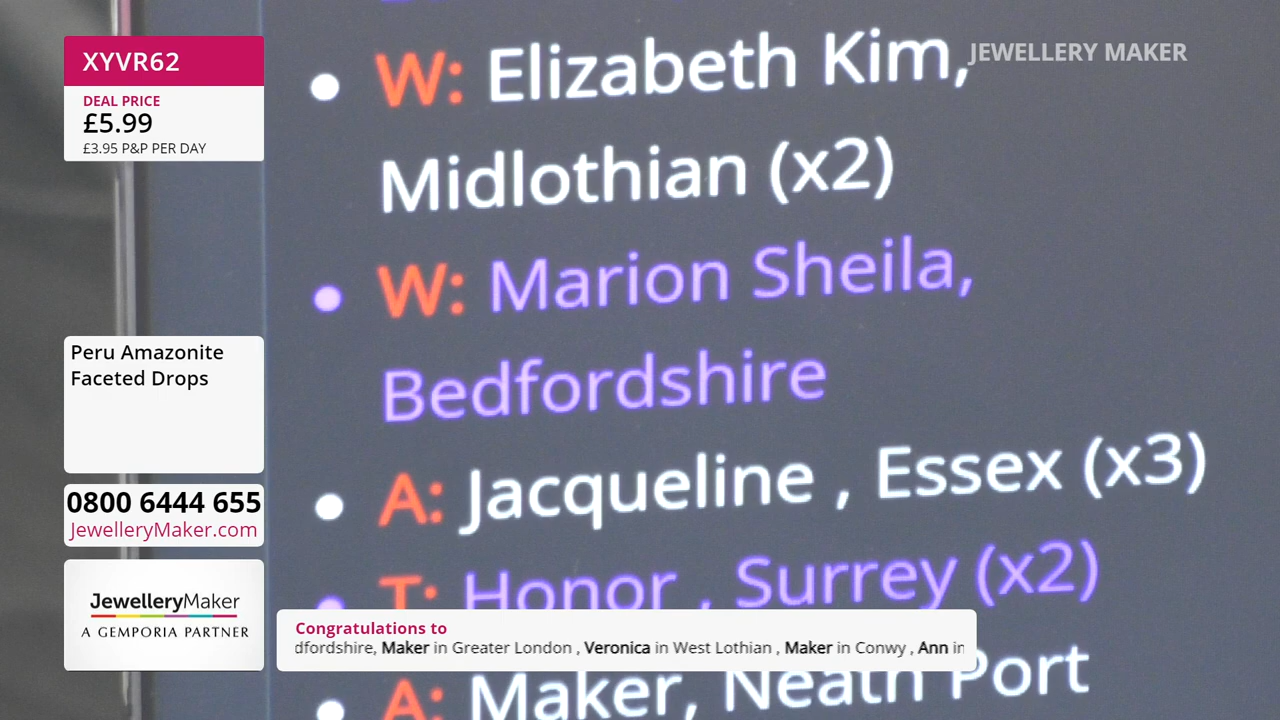 XYVR62
DEAL PRICE
£5.99
£3.95 P&P PER DAY
Peru Amazonite
Faceted Drops
0800 6444 655
JewelleryMaker.com
JewelleryMaker
A GEMPORIA PARTNER
JEWELLERY MAKER
W: Elizabeth Kim,
Midlothian (x2)
W: Marion Sheila,
Bedfordshire
A: Jacqueline , Essex (x3)
T: Honor , Surrey (x2)
A: Maker, Neath Port
Congratulations to
dfordshire, Maker in Greater London , Veronica in West Lothian , Maker in Conwy , Ann in